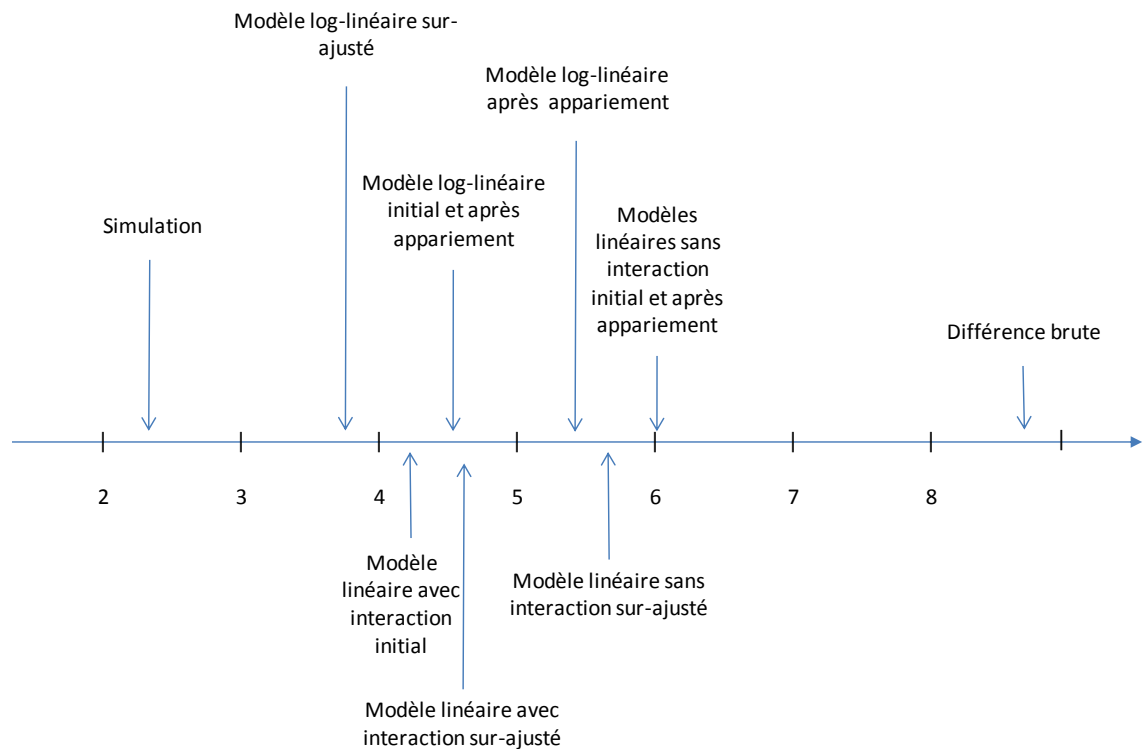 Modèle log-linéaire sur-
ajusté
Modèle log-linéaire
après appariement
Modèle log-linéaire
initial et après
appariement
Simulation
Modèles
linéaires sans
interaction
initial et après
appariement
Différence brute
2 3 4 5 6 7 8
Modèle
linéaire avec
interaction
initial
Modèle linéaire sans
interaction sur-ajusté
Modèle linéaire avec
interaction sur-ajusté